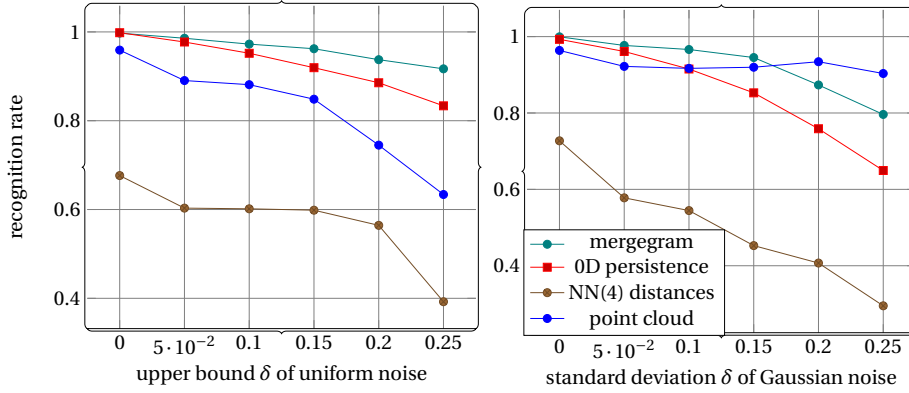 recognition rate
1
0.8
0.6
0.4
0
5 · 10⁻²
0.1
0.15
0.2
0.25
upper bound δ of uniform noise
1
0.8
0.6
0.4
mergegram
0D persistence
NN(4) distances
point cloud
0
5 · 10⁻²
0.1
0.15
0.2
0.25
standard deviation δ of Gaussian noise